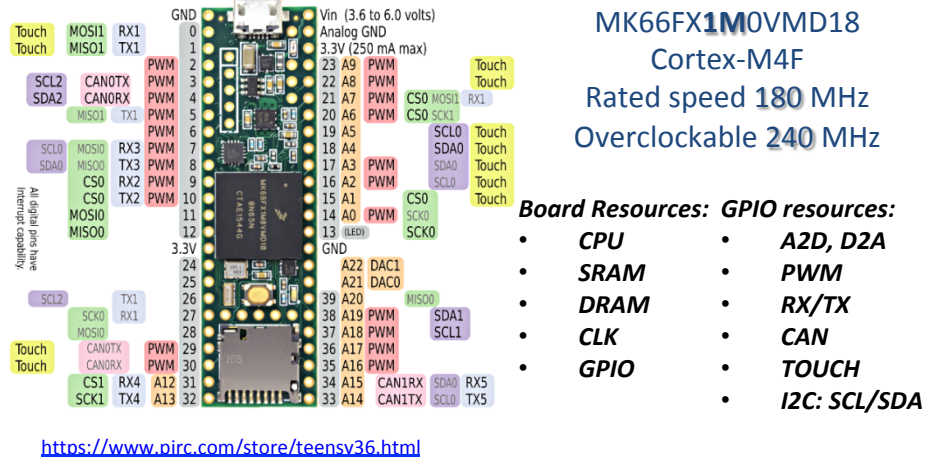 GND
Touch MOSI1 RX1 0
Touch MISO1 TX1 1
PWM 2
SCL2 CAN0TX PWM 3
SDA2 CAN0RX PWM 4
MISO1 TX1 PWM 5
PWM 6
SCL0 MOSI0 RX3 PWM 7
SDA0 MISO0 TX3 PWM 8
CS0 RX2 PWM 9
CS0 TX2 PWM 10
MOSI0 11
MISO0 12
3.3V
24
25
SCL2 TX1 26
SCK0 RX1 27
MOSI0 28
Touch CAN0TX PWM 29
Touch CAN0RX PWM 30
CS1 RX4 A12 31
SCK1 TX4 A13 32
All digital pins have
Interrupt capability.
MK66FX1M0VMD18
8N65N
CTAE1544G
Vin (3.6 to 6.0 volts)
Analog GND
3.3V (250 mA max)
23 A9 PWM Touch
22 A8 PWM Touch
21 A7 PWM CS0 MOSI1 RX1
20 A6 PWM CS0 SCK1
19 A5 SCL0 Touch
18 A4 SDA0 Touch
17 A3 PWM SDA0 Touch
16 A2 PWM SCL0 Touch
15 A1 CS0 Touch
14 A0 PWM SCK0
13 (LED) SCK0
GND
A22 DAC1
A21 DAC0
39 A20 MISO0
38 A19 PWM SDA1
37 A18 PWM SCL1
36 A17 PWM
35 A16 PWM
34 A15 CAN1RX SDA0 RX5
33 A14 CAN1TX SCL0 TX5
MK66FX1M0VMD18
Cortex-M4F
Rated speed 180 MHz
Overclockable 240 MHz
Board Resources:
• CPU
• SRAM
• DRAM
• CLK
• GPIO
GPIO resources:
• A2D, D2A
• PWM
• RX/TX
• CAN
• TOUCH
• I2C: SCL/SDA
https://www.pjrc.com/store/teensy36.html